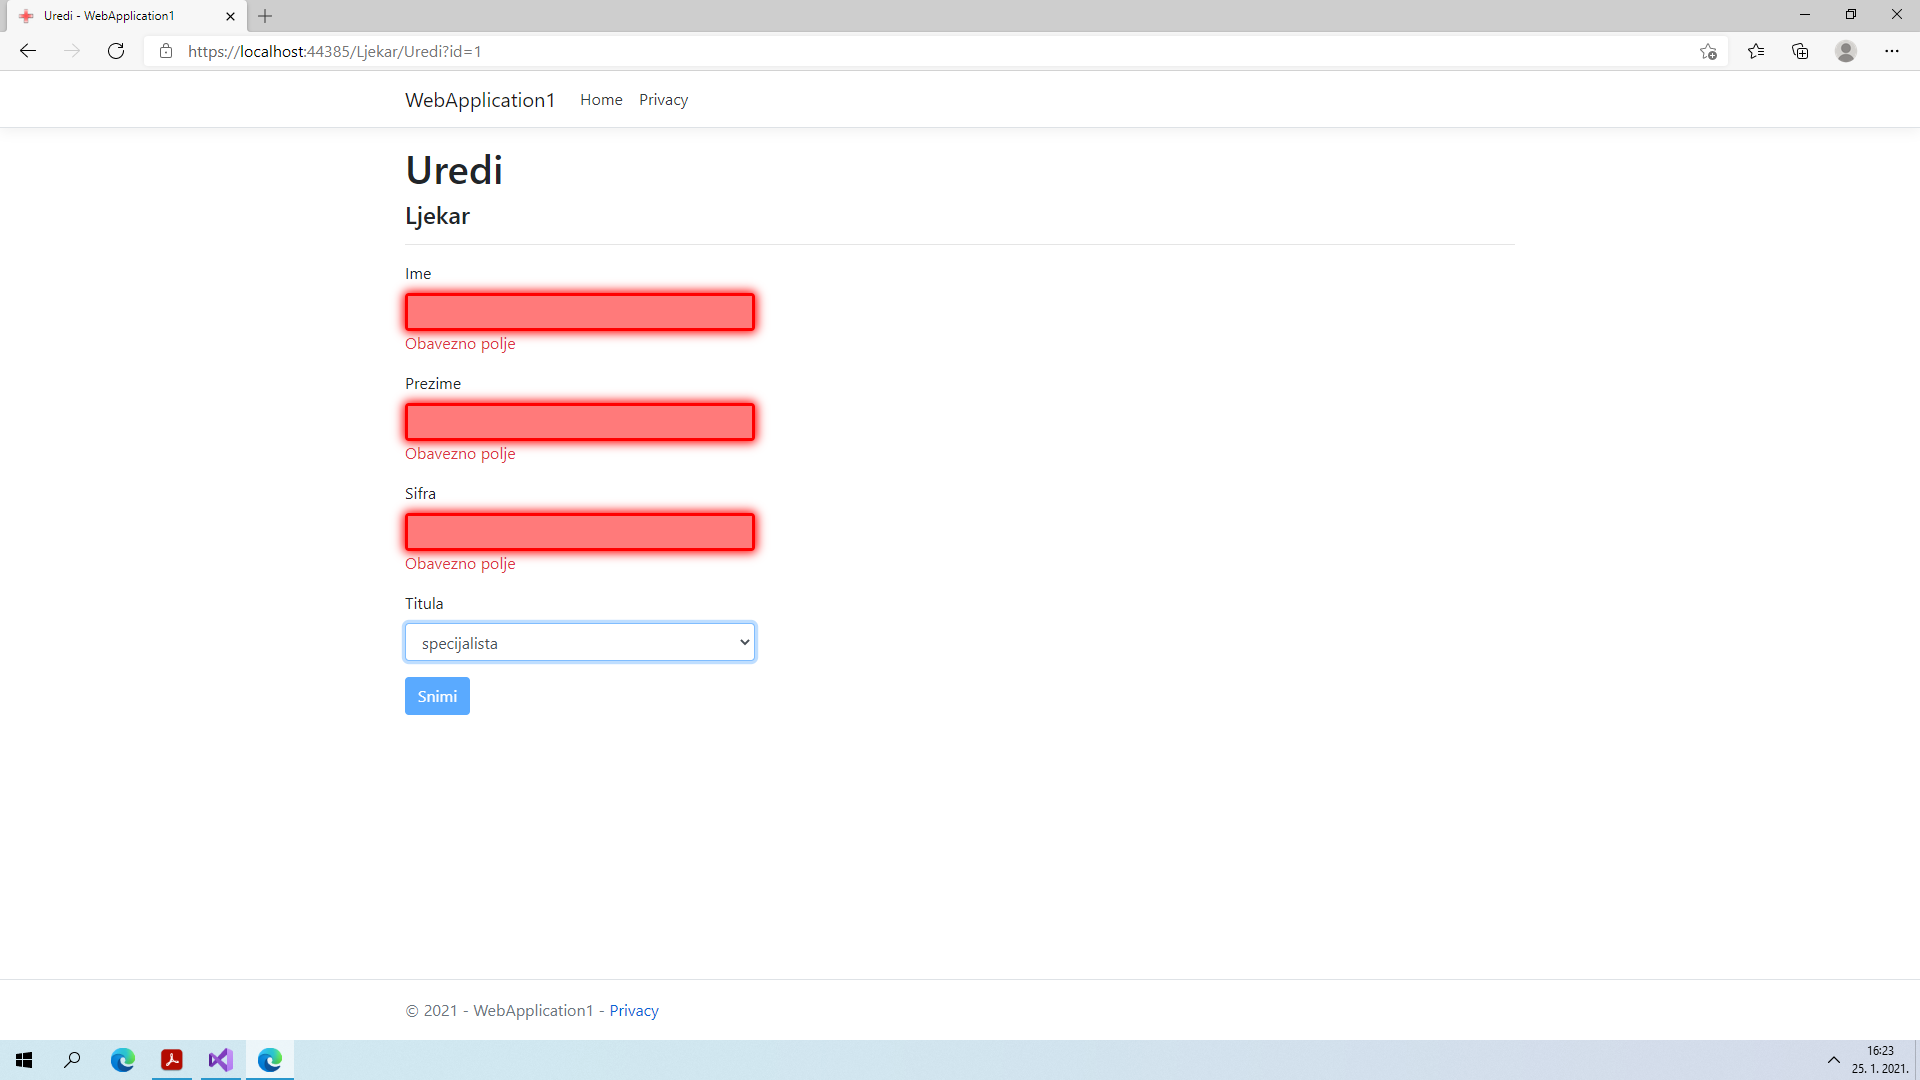 Uredi - WebApplication1
https://localhost:44385/Ljekar/Uredi?id=1
WebApplication1 Home Privacy
Uredi
Ljekar
Ime
Obavezno polje
Prezime
Obavezno polje
Sifra
Obavezno polje
Titula
specijalista
Snimi
© 2021 - WebApplication1 - Privacy
16:23
25. 1. 2021.